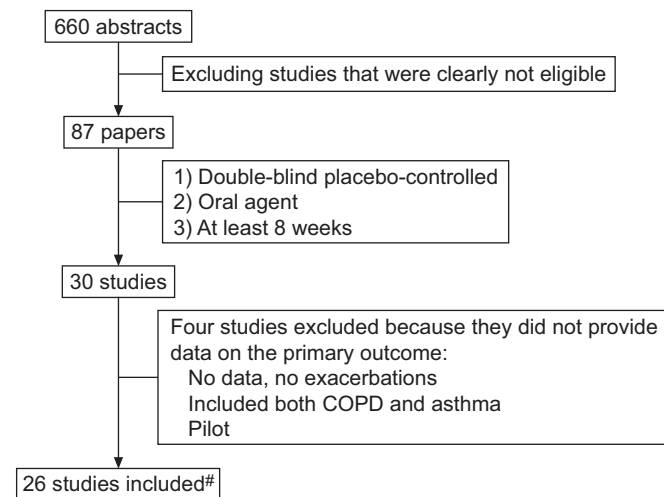 660 abstracts
Excluding studies that were clearly not eligible
87 papers
1) Double-blind placebo-controlled
2) Oral agent
3) At least 8 weeks
30 studies
Four studies excluded because they did not provide
data on the primary outcome:
No data, no exacerbations
Included both COPD and asthma
Pilot
26 studies included#